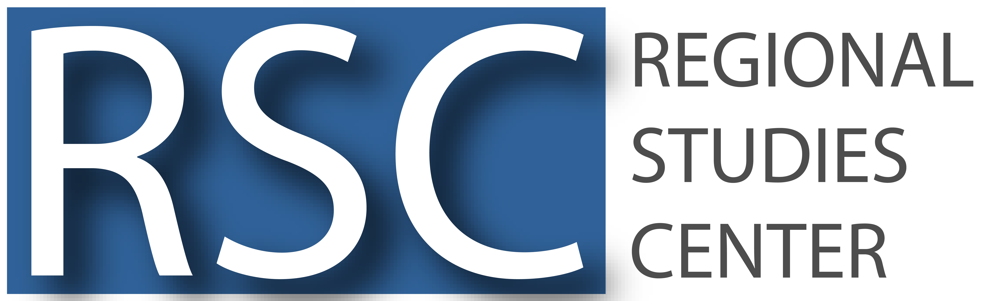 RSC
REGIONAL
STUDIES
CENTER